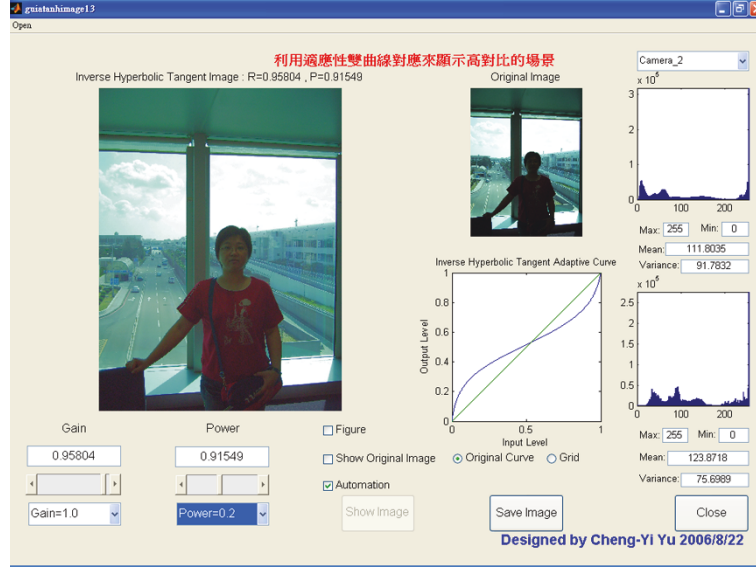 guiatanhimage13
Open
利用適應性雙曲線對應來顯示高對比的場景
Inverse Hyperbolic Tangent Image : R=0.95804 , P=0.91549
Original Image
Camera_2
x 10^5
3
2
1
0
0 100 200
Max: 255 Min: 0
Mean: 111.8035
Variance: 91.7832
Inverse Hyperbolic Tangent Adaptive Curve
1
0.8
0.6
0.4
0.2
0
Output Level
0 0.5 1
Input Level
x 10^5
2.5
2
1.5
1
0.5
0
0 100 200
Max: 255 Min: 0
Mean: 123.8718
Variance: 75.6989
Gain
Power
0.95804
0.91549
Gain=1.0
Power=0.2
Figure
Show Original Image
Original Curve
Grid
Automation
Show Image
Save Image
Close
Designed by Cheng-Yi Yu 2006/8/22